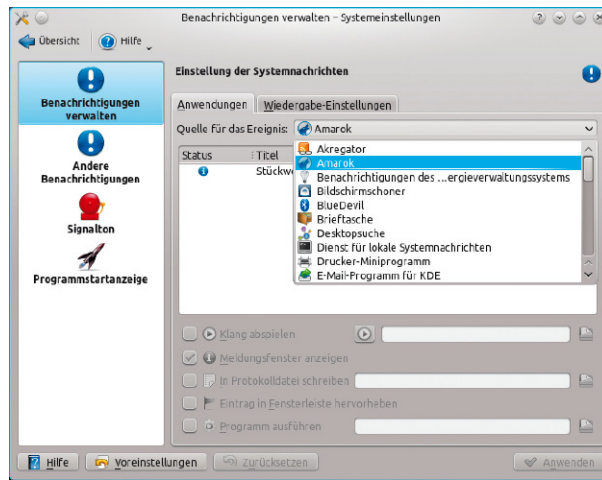 Benachrichtigungen verwalten – Systemeinstellungen
Übersicht Hilfe
Benachrichtigungen
verwalten
Andere
Benachrichtigungen
Signalton
Programmstartanzeige
Einstellung der Systemnachrichten
Anwendungen Wiedergabe-Einstellungen
Quelle für das Ereignis: Amarok
Status Titel
Stückw
Akregator
Amarok
Benachrichtigungen des ...ergieverwaltungssystems
Bildschirmschoner
BlueDevil
Brieftasche
Desktopsuche
Dienst für lokale Systemnachrichten
Drucker-Miniprogramm
E-Mail-Programm für KDE
Klang abspielen
Meldungsfenster anzeigen
In Protokolldatei schreiben
Eintrag in Fensterleiste hervorheben
Programm ausführen
Hilfe Voreinstellungen Zurücksetzen Anwenden